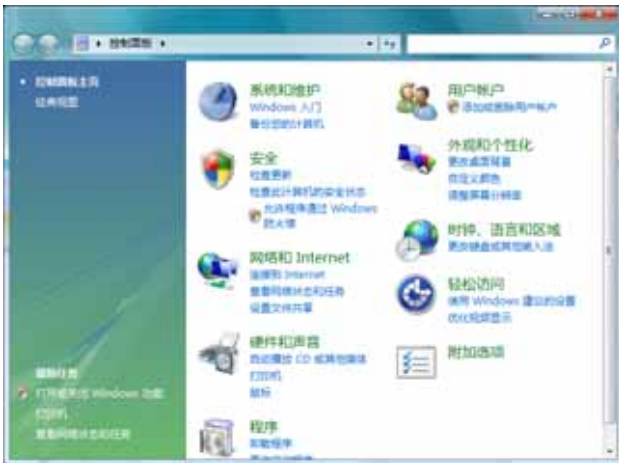 控制面板
控制面板主页
经典视图
系统和维护
Windows 入门
备份您的计算机
安全
检查更新
检查此计算机的安全状态
允许程序通过 Windows
防火墙
网络和 Internet
连接到 Internet
查看网络状态和任务
设置文件共享
硬件和声音
自动播放 CD 或其他媒体
打印机
鼠标
程序
卸载程序
用户帐户
添加或删除用户帐户
外观和个性化
更改桌面背景
自定义颜色
调整屏幕分辨率
时钟、语言和区域
更改键盘或其他输入法
轻松访问
使用 Windows 建议的设置
优化视频显示
附加选项
最新任务
打开或关闭 Windows 功能
打印机
查看网络状态和任务